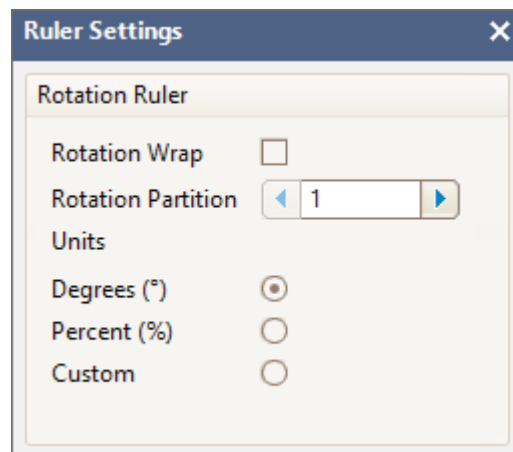 Ruler Settings
Rotation Ruler
Rotation Wrap
Rotation Partition 1
Units
Degrees (°)
Percent (%)
Custom